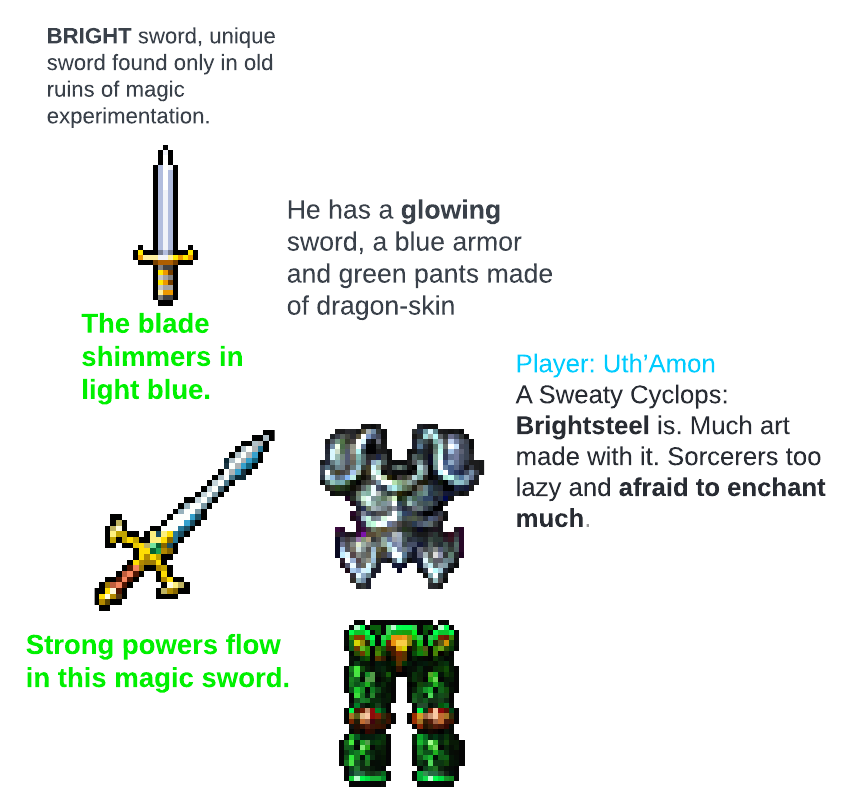 BRIGHT sword, unique
sword found only in old
ruins of magic
experimentation.
He has a glowing
sword, a blue armor
and green pants made
of dragon-skin
The blade
shimmers in
light blue.
Player: Uth’Amon
A Sweaty Cyclops:
Brightsteel is. Much art
made with it. Sorcerers too
lazy and afraid to enchant
much.
Strong powers flow
in this magic sword.